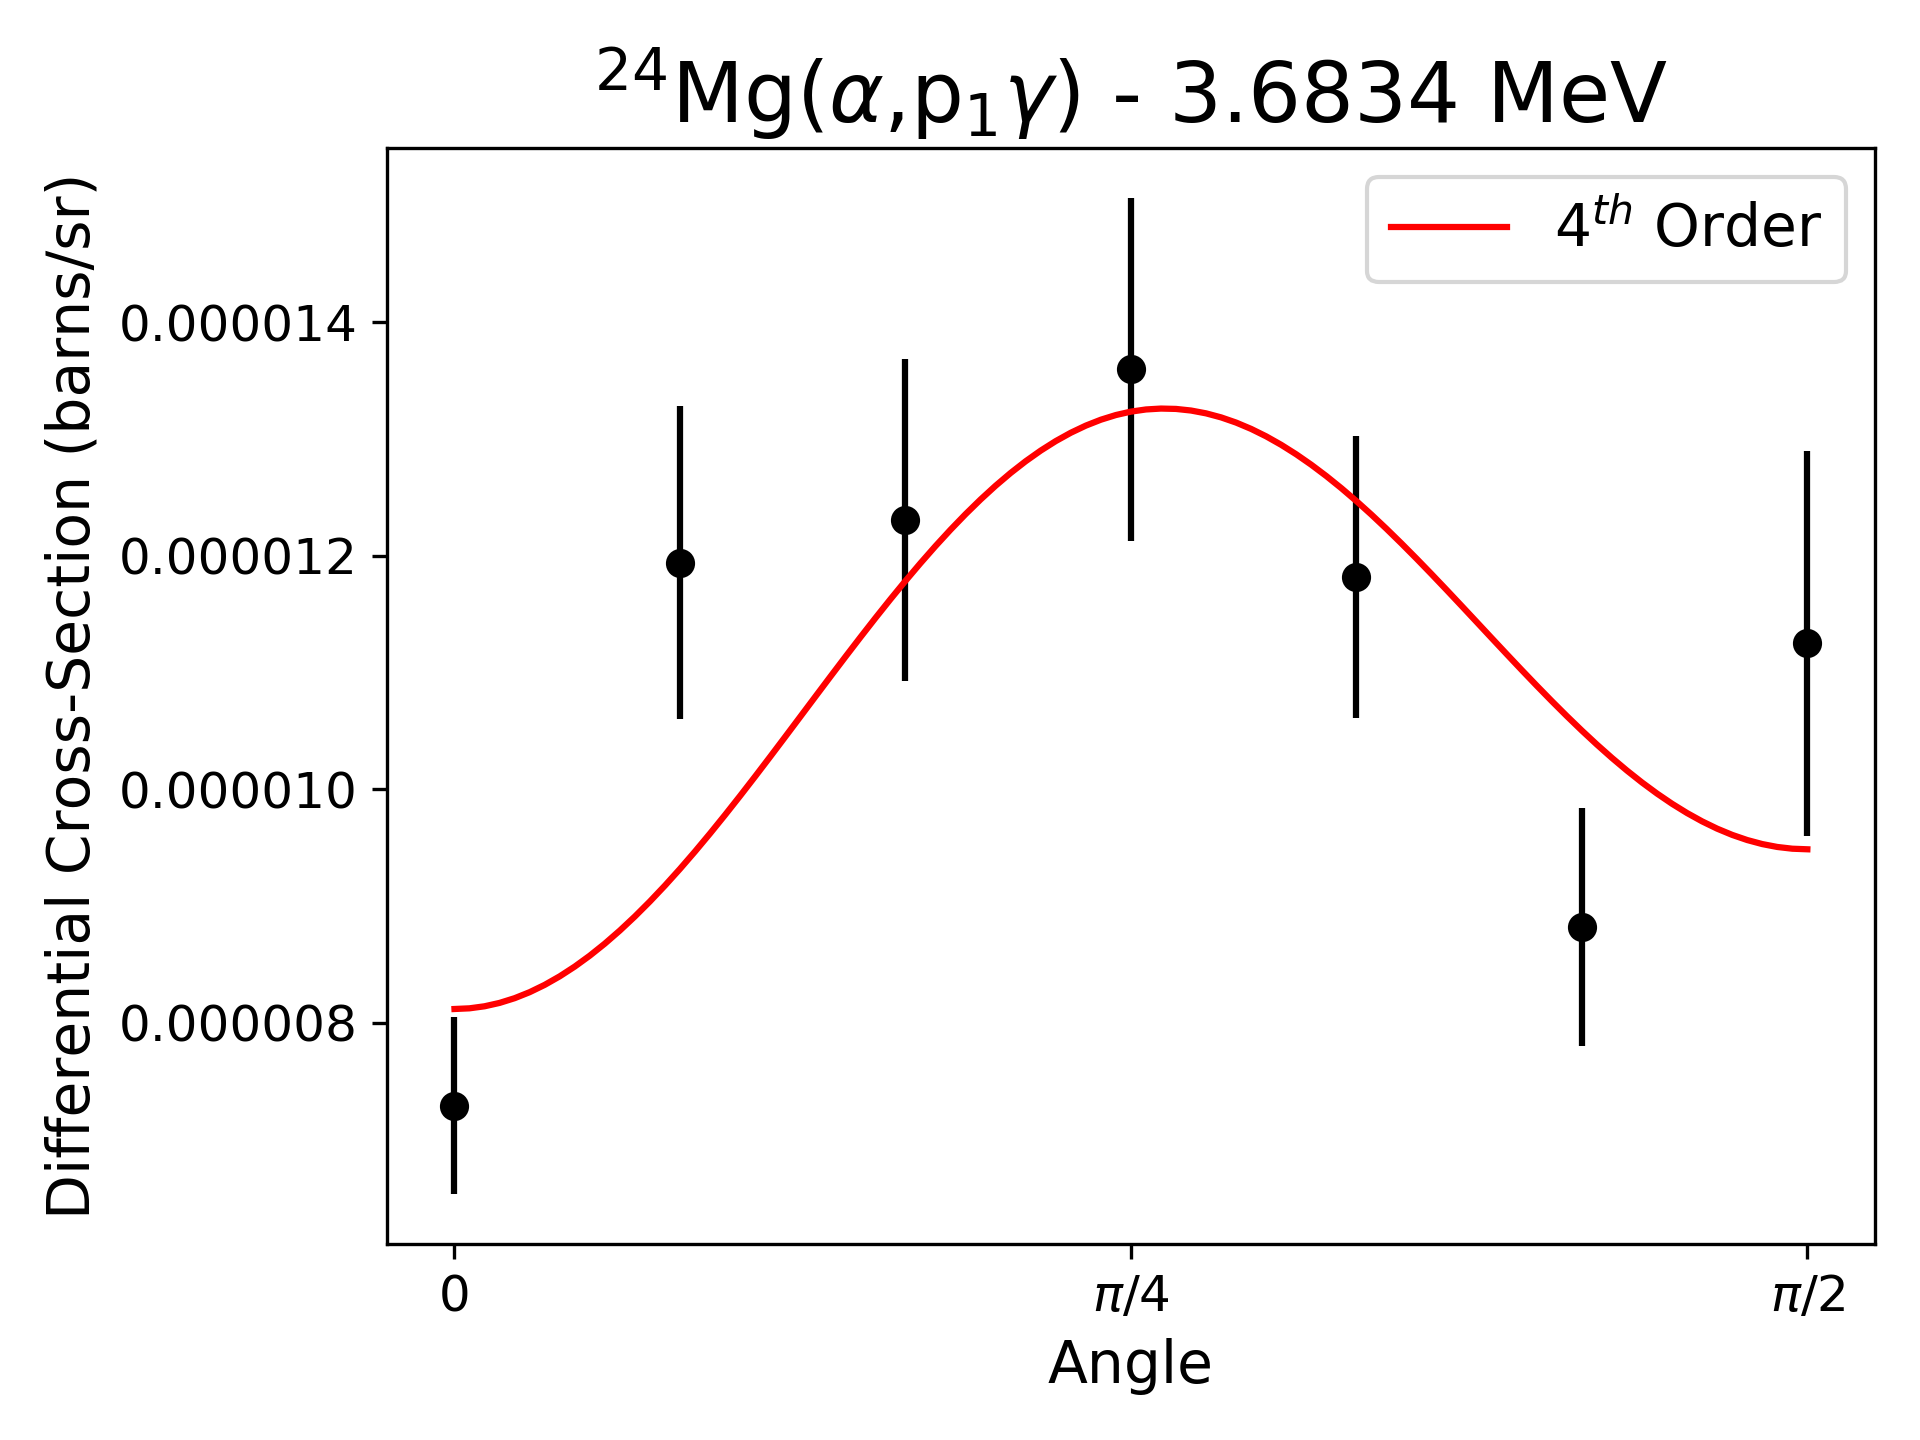 ²⁴Mg(α,p₁γ) - 3.6834 MeV
4ᵗʰ Order
Differential Cross-Section (barns/sr)
0.000014
0.000012
0.000010
0.000008
0 π/4 π/2
Angle